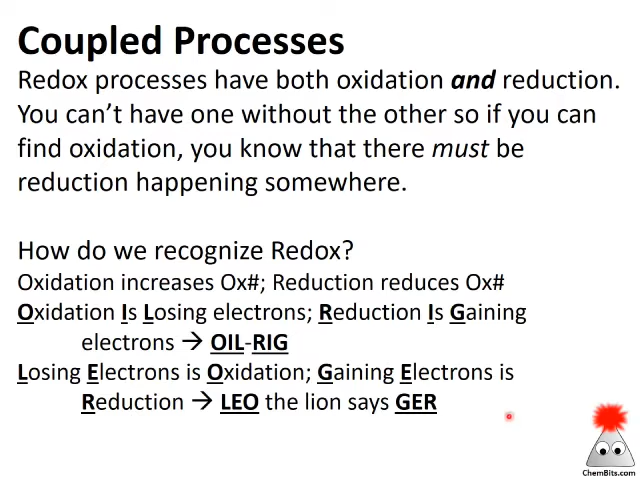 Coupled Processes
Redox processes have both oxidation and reduction.
You can’t have one without the other so if you can
find oxidation, you know that there must be
reduction happening somewhere.
How do we recognize Redox?
Oxidation increases Ox#; Reduction reduces Ox#
Oxidation Is Losing electrons; Reduction Is Gaining
electrons → OIL-RIG
Losing Electrons is Oxidation; Gaining Electrons is
Reduction → LEO the lion says GER
ChemBits.com